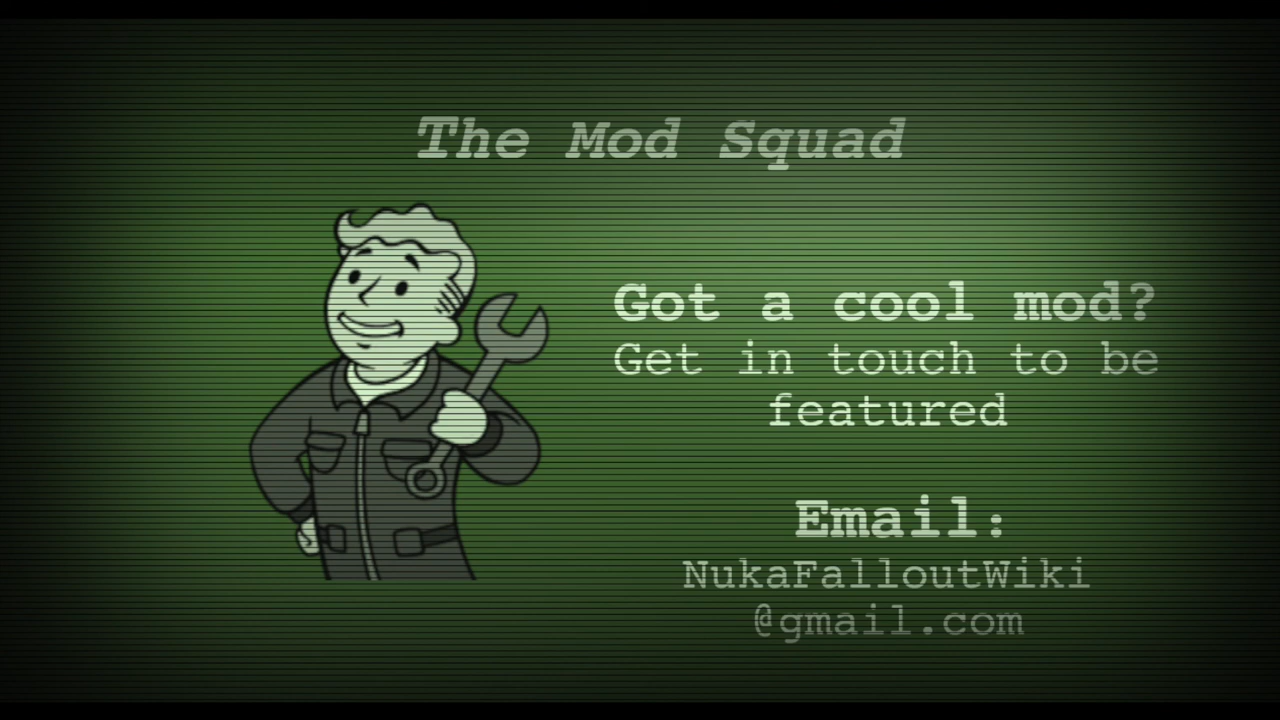 The Mod Squad
Got a cool mod?
Get in touch to be
featured
Email:
NukaFalloutWiki
@gmail.com